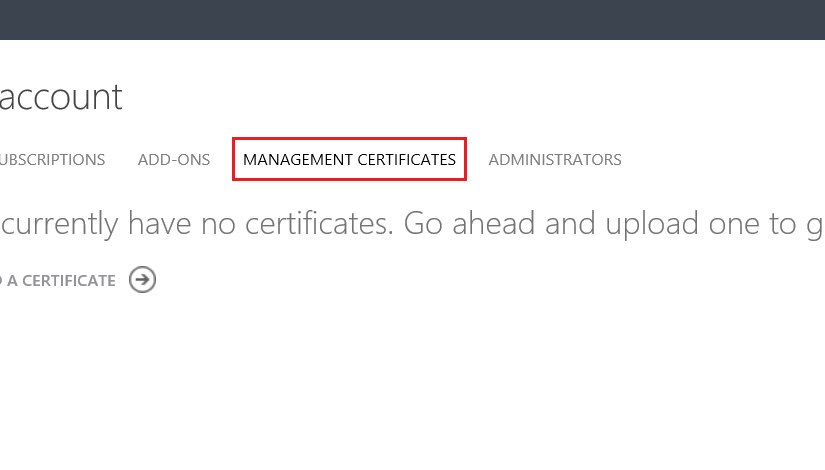 account
UBSCRIPTIONS ADD-ONS MANAGEMENT CERTIFICATES ADMINISTRATORS
currently have no certificates. Go ahead and upload one to g
A CERTIFICATE